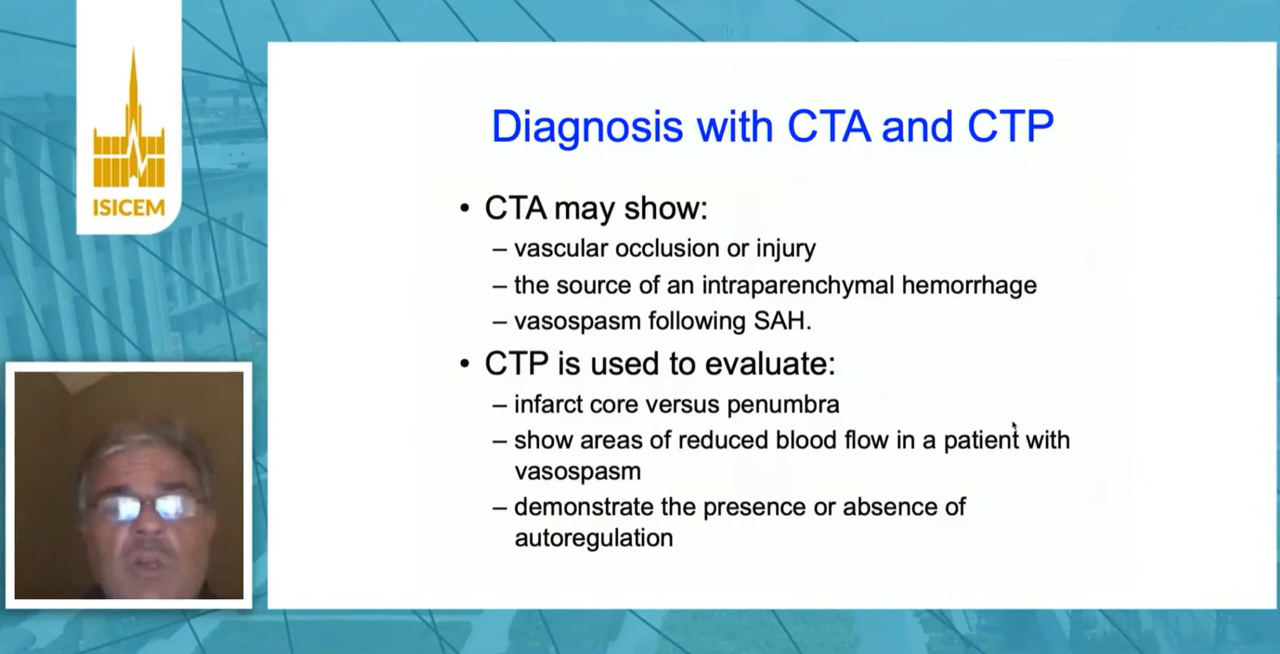 ISICEM
Diagnosis with CTA and CTP
• CTA may show:
– vascular occlusion or injury
– the source of an intraparenchymal hemorrhage
– vasospasm following SAH.
• CTP is used to evaluate:
– infarct core versus penumbra
– show areas of reduced blood flow in a patient with
vasospasm
– demonstrate the presence or absence of
autoregulation